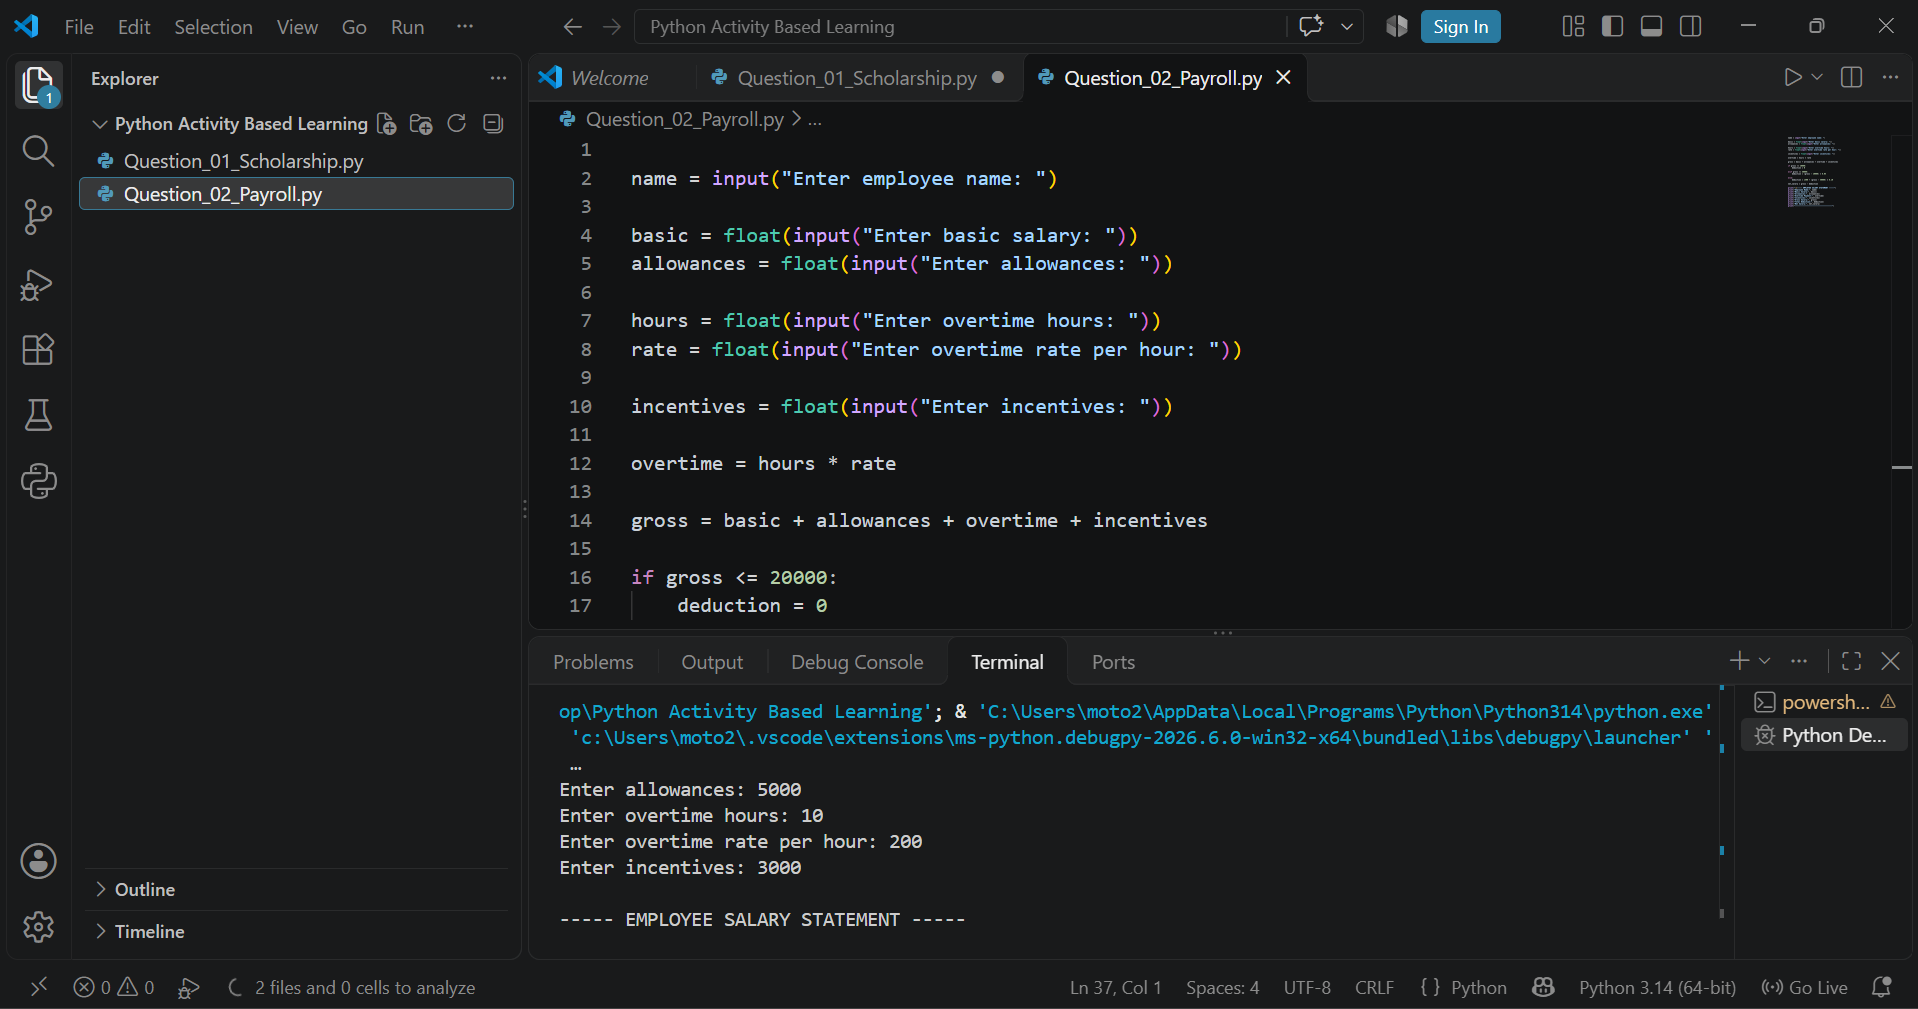 File Edit Selection View Go Run ...
Python Activity Based Learning
Sign In
Explorer
Python Activity Based Learning
Question_01_Scholarship.py
Question_02_Payroll.py
Outline
Timeline
1
Welcome Question_01_Scholarship.py Question_02_Payroll.py
Question_02_Payroll.py > ...
1
2 name = input("Enter employee name: ")
3
4 basic = float(input("Enter basic salary: "))
5 allowances = float(input("Enter allowances: "))
6
7 hours = float(input("Enter overtime hours: "))
8 rate = float(input("Enter overtime rate per hour: "))
9
10 incentives = float(input("Enter incentives: "))
11
12 overtime = hours * rate
13
14 gross = basic + allowances + overtime + incentives
15
16 if gross <= 20000:
17 deduction = 0
Problems Output Debug Console Terminal Ports
op\Python Activity Based Learning'; & 'C:\Users\moto2\AppData\Local\Programs\Python\Python314\python.exe'
'c:\Users\moto2\.vscode\extensions\ms-python.debugpy-2026.6.0-win32-x64\bundled\libs\debugpy\launcher' '
…
Enter allowances: 5000
Enter overtime hours: 10
Enter overtime rate per hour: 200
Enter incentives: 3000
----- EMPLOYEE SALARY STATEMENT -----
powersh...
Python De...
0 0 2 files and 0 cells to analyze
Ln 37, Col 1 Spaces: 4 UTF-8 CRLF { } Python Python 3.14 (64-bit) Go Live